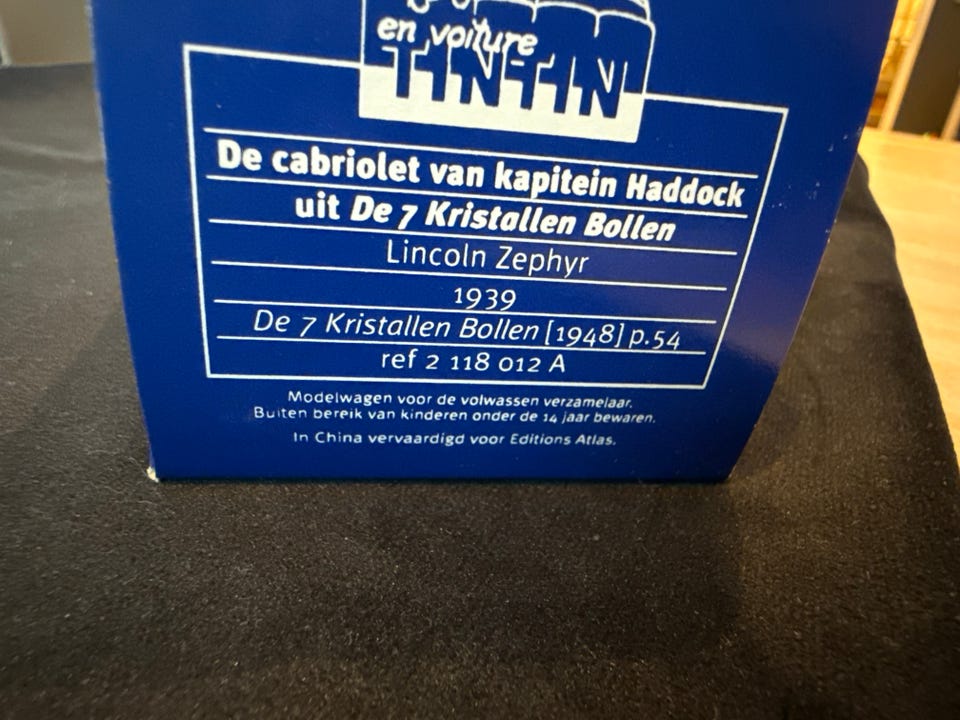 en voiture
TINTIN
De cabriolet van kapitein Haddock
uit De 7 Kristallen Bollen
Lincoln Zephyr
1939
De 7 Kristallen Bollen [1948] p.54
ref 2 118 012 A
Modelwagen voor de volwassen verzamelaar.
Buiten bereik van kinderen onder de 14 jaar bewaren.
In China vervaardigd voor Editions Atlas.